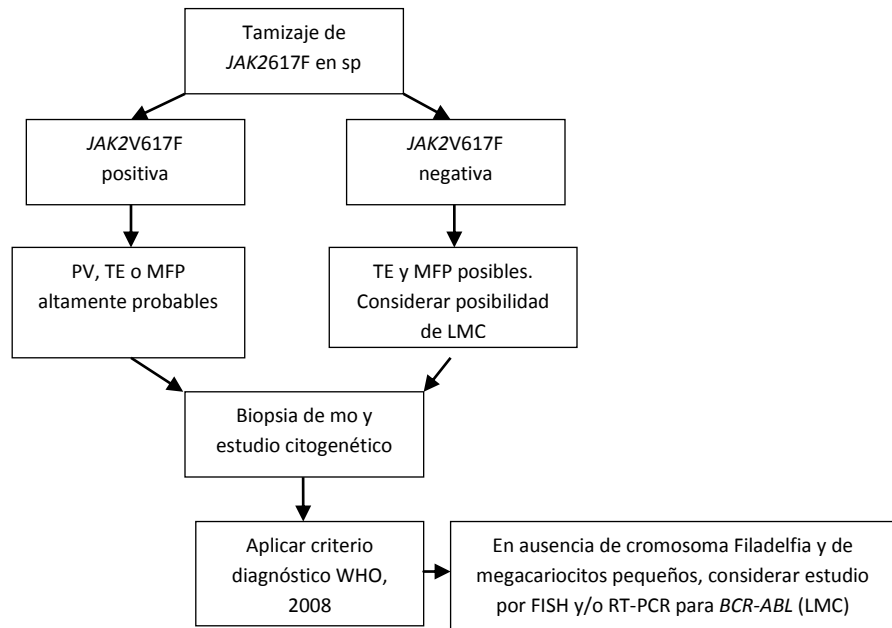 Tamizaje de
JAK2617F en sp
JAK2V617F
positiva
JAK2V617F
negativa
PV, TE o MFP
altamente probables
TE y MFP posibles.
Considerar posibilidad
de LMC
Biopsia de mo y
estudio citogenético
Aplicar criterio
diagnóstico WHO,
2008
En ausencia de cromosoma Filadelfia y de
megacariocitos pequeños, considerar estudio
por FISH y/o RT-PCR para BCR-ABL (LMC)